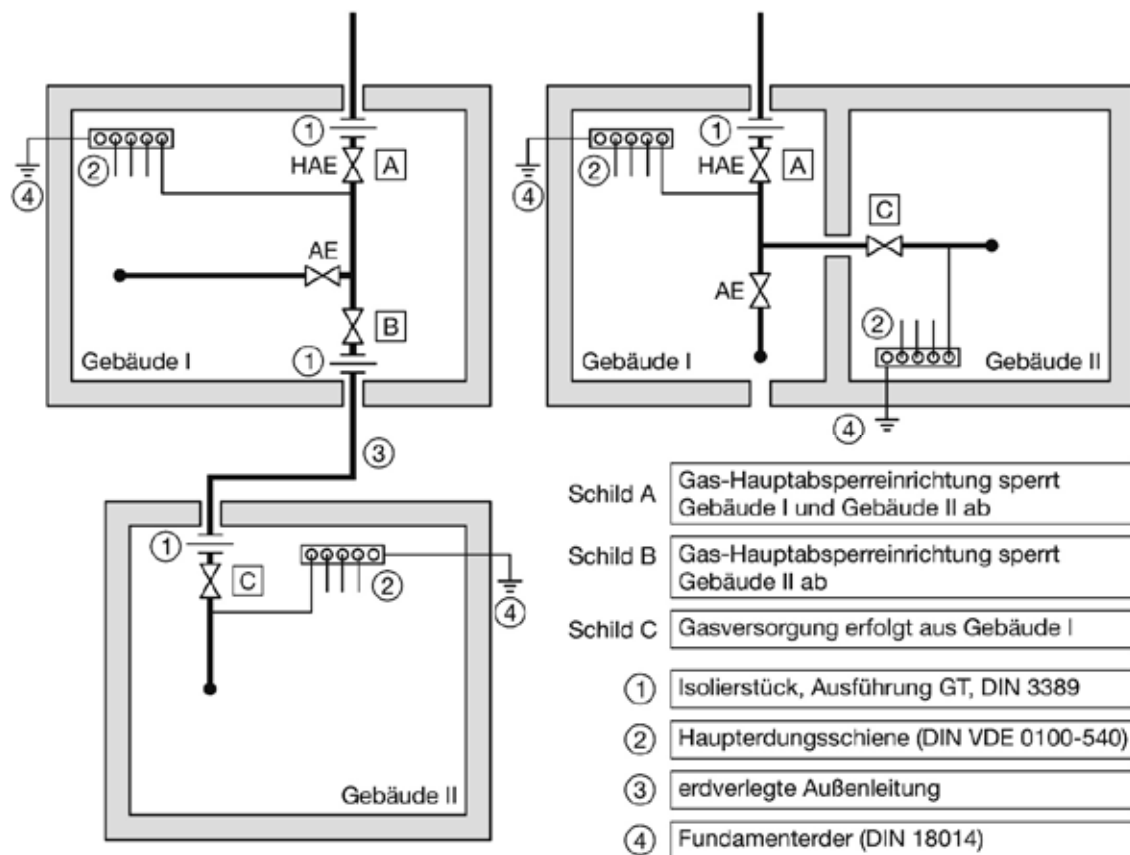 ①
②
HAE
A
④
AE
B
Gebäude I
①
③
①
C
②
④
Gebäude II
①
②
HAE
A
④
C
AE
②
Gebäude I
Gebäude II
④
Schild A
Gas-Hauptabsperreinrichtung sperrt
Gebäude I und Gebäude II ab
Schild B
Gas-Hauptabsperreinrichtung sperrt
Gebäude II ab
Schild C
Gasversorgung erfolgt aus Gebäude I
① Isolierstück, Ausführung GT, DIN 3389
② Haupterdungsschiene (DIN VDE 0100-540)
③ erdverlegte Außenleitung
④ Fundamenterder (DIN 18014)